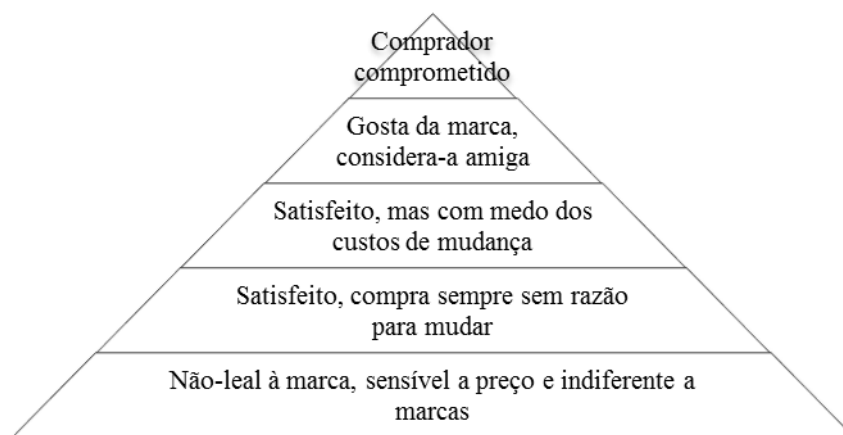 Comprador
comprometido
Gosta da marca,
considera-a amiga
Satisfeito, mas com medo dos
custos de mudança
Satisfeito, compra sempre sem razão
para mudar
Não-leal à marca, sensível a preço e indiferente a
marcas